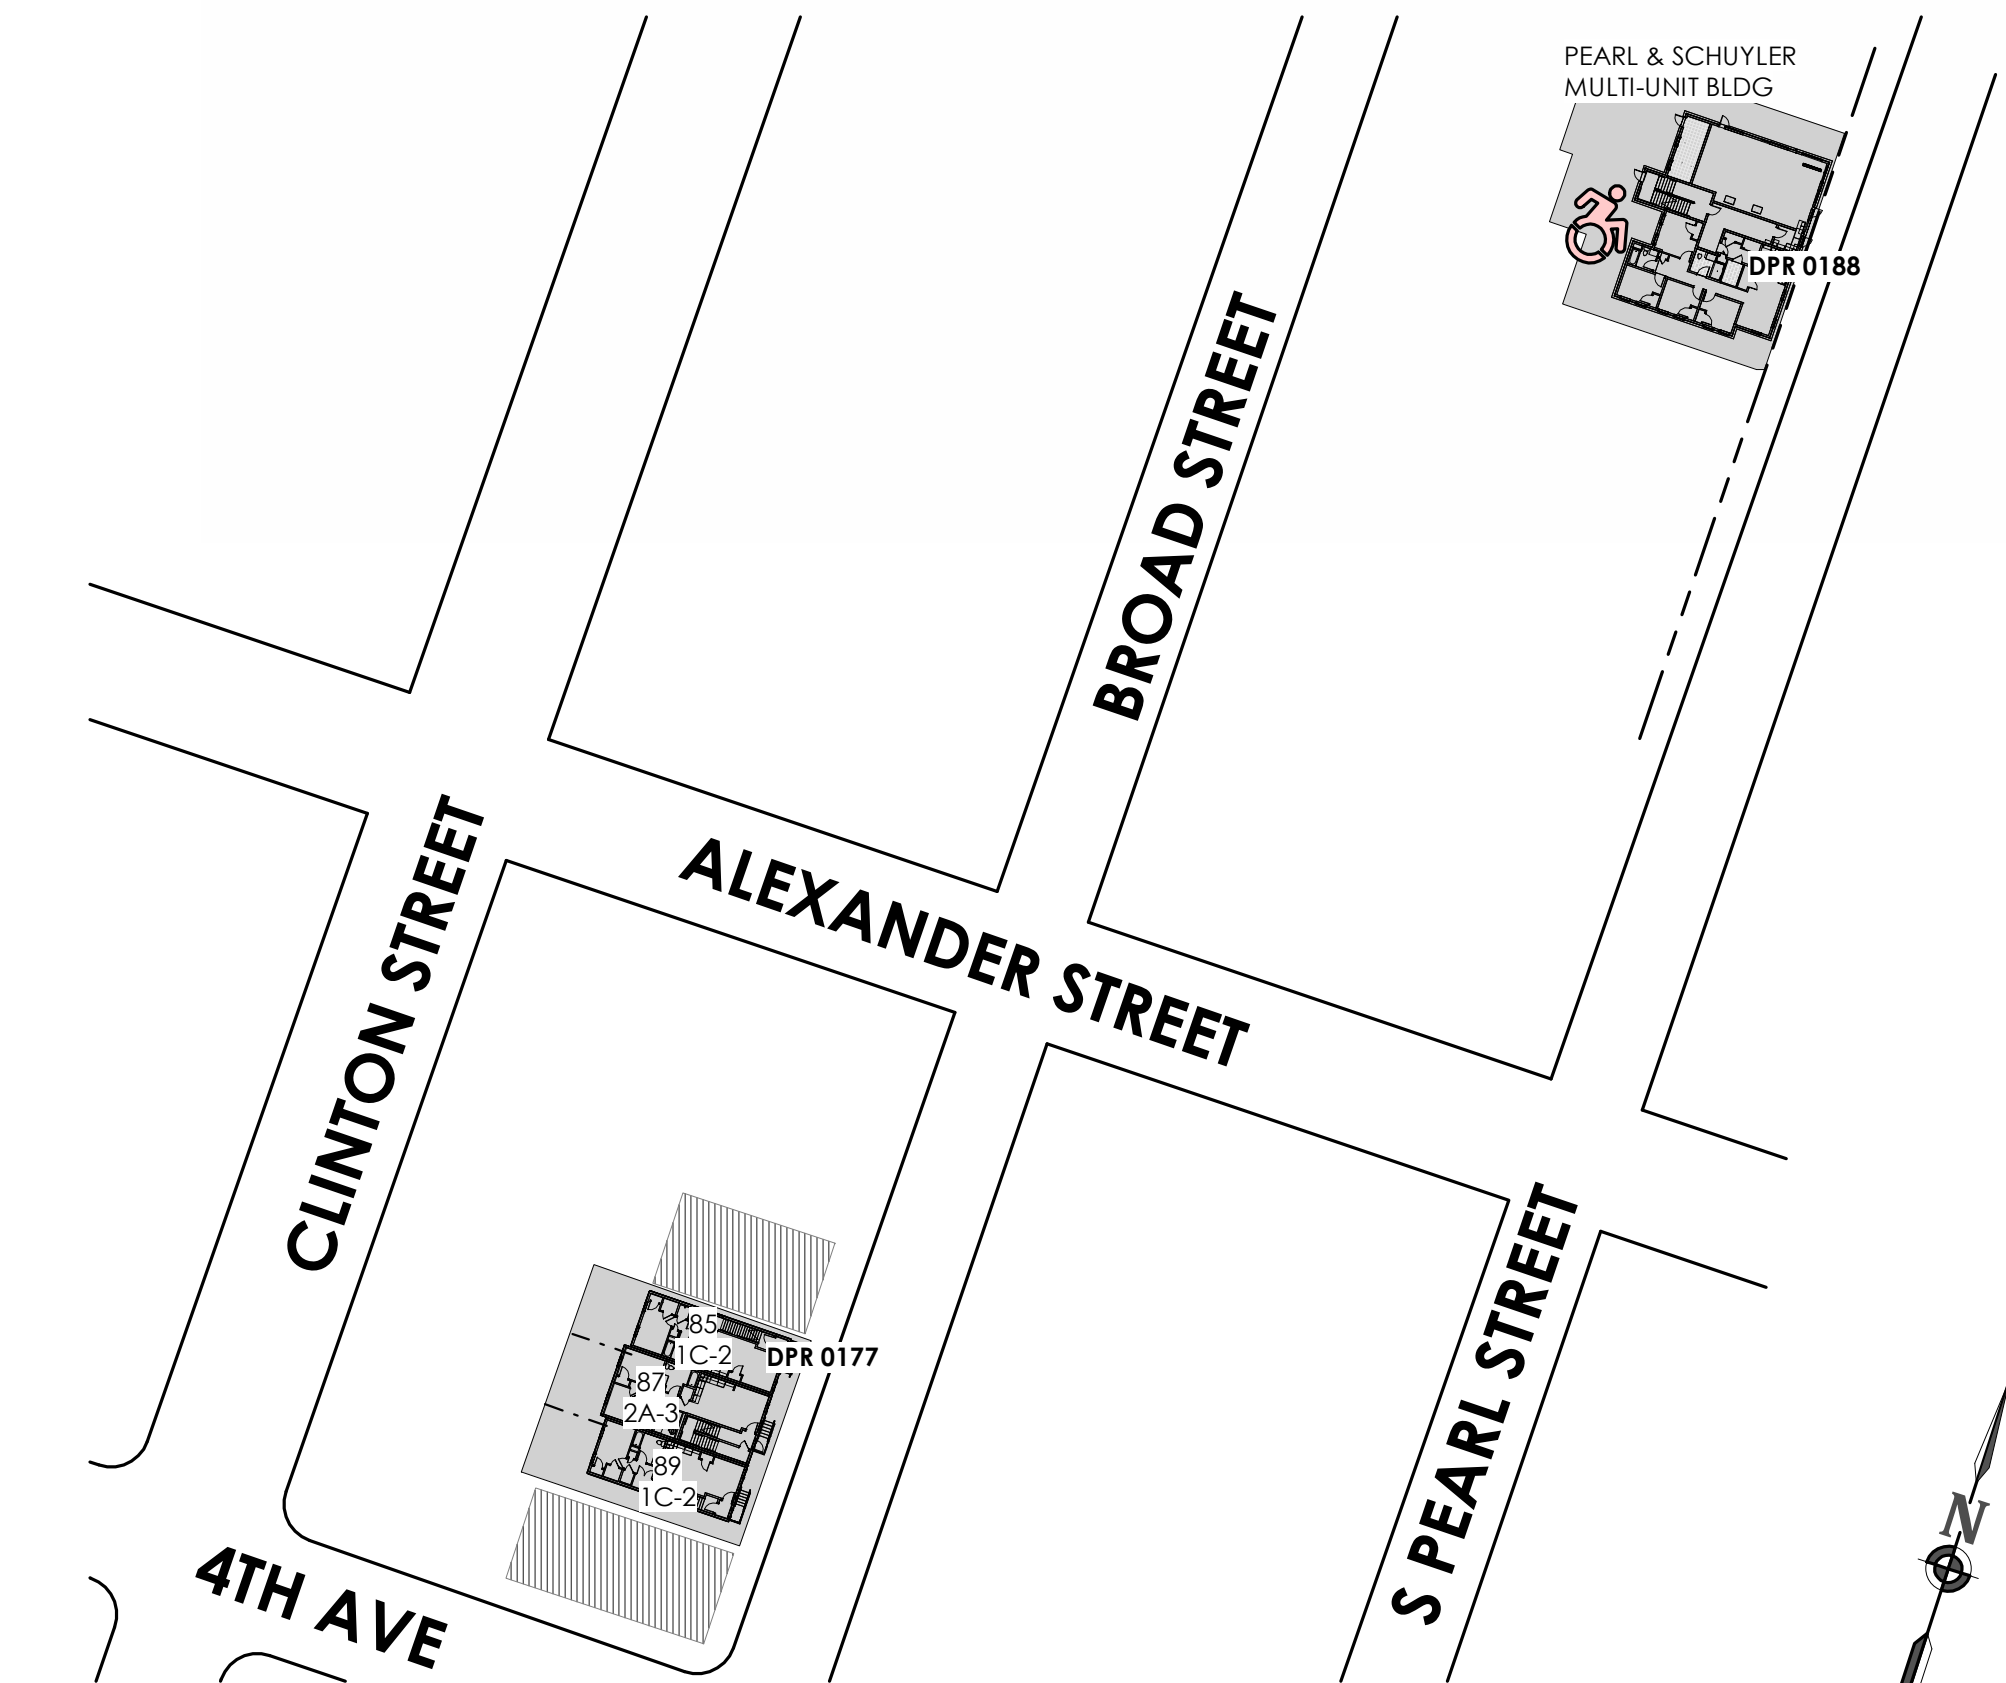 PEARL & SCHUYLER
MULTI-UNIT BLDG
DPR 0188
BROAD STREET
ALEXANDER STREET
CLINTON STREET
85
1C-2
DPR 0177
87
2A-3
89
1C-2
S PEARL STREET
4TH AVE
N